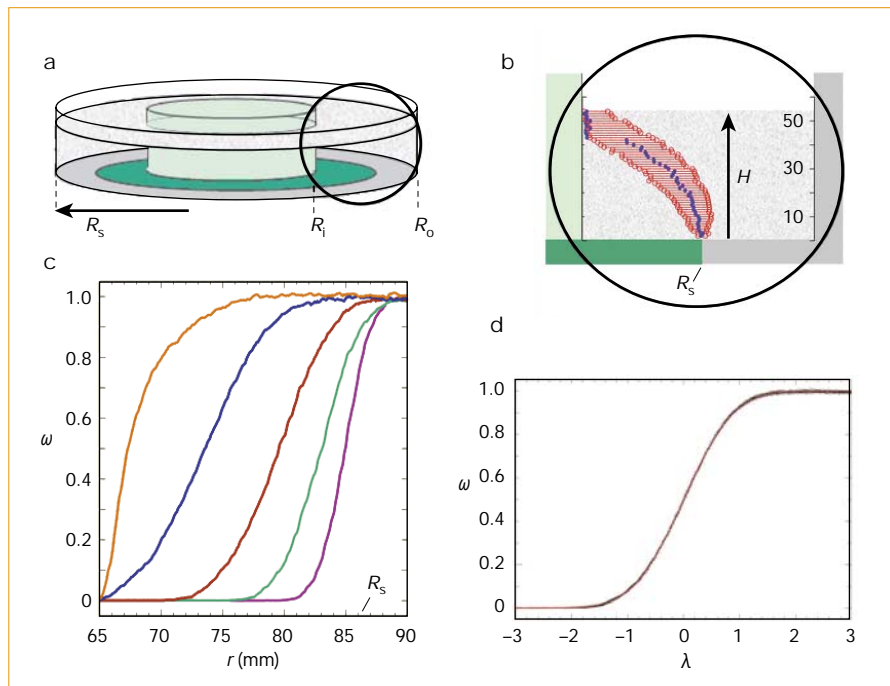 a
R_s
R_i
R_o
b
50
30
10
H
R_s
c
1.0
0.8
0.6
ω
0.4
0.2
0
R_s
65 70 75 80 85 90
r (mm)
d
1.0
0.8
0.6
ω
0.4
0.2
0
–3 –2 –1 0 1 2 3
λ